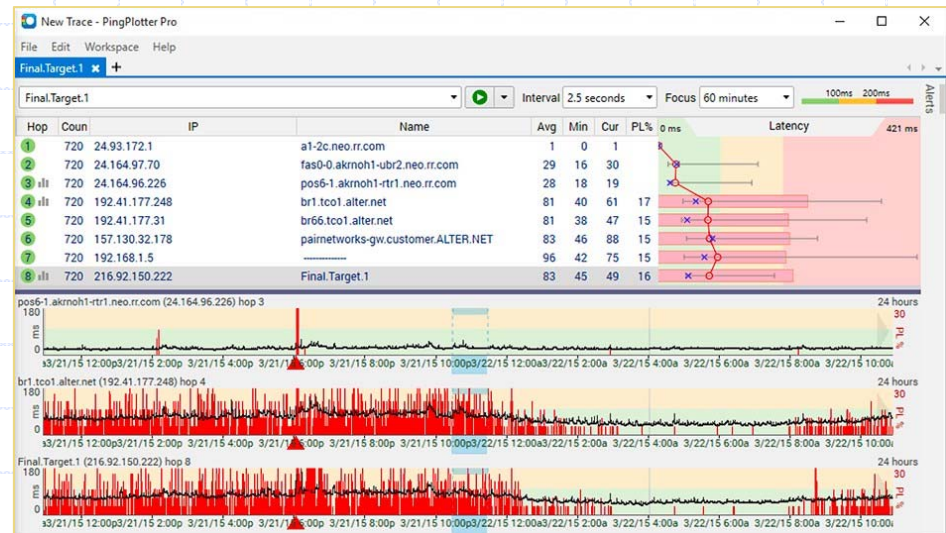 New Trace - PingPlotter Pro
File Edit Workspace Help
Final.Target.1
Final.Target.1 Interval 2.5 seconds Focus 60 minutes 100ms 200ms Alerts
Hop Coun IP Name Avg Min Cur PL% 0 ms Latency 421 ms
1 720 24.93.172.1 a1-2c.neo.rr.com 1 0 1
2 720 24.164.97.70 fas0-0.akrnoh1-ubr2.neo.rr.com 29 16 30
3 720 24.164.96.226 pos6-1.akrnoh1-rtr1.neo.rr.com 28 18 19
4 720 192.41.177.248 br1.tco1.alter.net 81 40 61 17
5 720 192.41.177.31 br66.tco1.alter.net 81 38 47 15
6 720 157.130.32.178 pairnetworks-gw.customer.ALTER.NET 83 46 88 15
7 720 192.168.1.5 -------------- 96 42 75 15
8 720 216.92.150.222 Final.Target.1 83 45 49 16
pos6-1.akrnoh1-rtr1.neo.rr.com (24.164.96.226) hop 3 24 hours
180 30
ms PL %
0
3/21/15 12:00p 3/21/15 2:00p 3/21/15 4:00p 3/21/15 6:00p 3/21/15 8:00p 3/21/15 10:00p 3/22/15 12:00a 3/22/15 2:00a 3/22/15 4:00a 3/22/15 6:00a 3/22/15 8:00a 3/22/15 10:00
br1.tco1.alter.net (192.41.177.248) hop 4 24 hours
180 30
ms PL %
0
3/21/15 12:00p 3/21/15 2:00p 3/21/15 4:00p 3/21/15 6:00p 3/21/15 8:00p 3/21/15 10:00p 3/22/15 12:00a 3/22/15 2:00a 3/22/15 4:00a 3/22/15 6:00a 3/22/15 8:00a 3/22/15 10:00
Final.Target.1 (216.92.150.222) hop 8 24 hours
180 30
ms PL %
0
3/21/15 12:00p 3/21/15 2:00p 3/21/15 4:00p 3/21/15 6:00p 3/21/15 8:00p 3/21/15 10:00p 3/22/15 12:00a 3/22/15 2:00a 3/22/15 4:00a 3/22/15 6:00a 3/22/15 8:00a 3/22/15 10:00